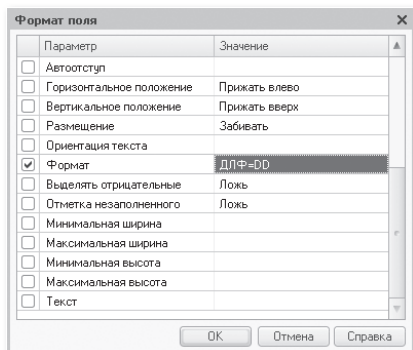 Формат поля
Параметр Значение
Автоотступ
Горизонтальное положение Прижать влево
Вертикальное положение Прижать вверх
Размещение Забивать
Ориентация текста
Формат ДЛФ=DD
Выделять отрицательные Ложь
Отметка незаполненного Ложь
Минимальная ширина
Максимальная ширина
Минимальная высота
Максимальная высота
Текст
OK Отмена Справка